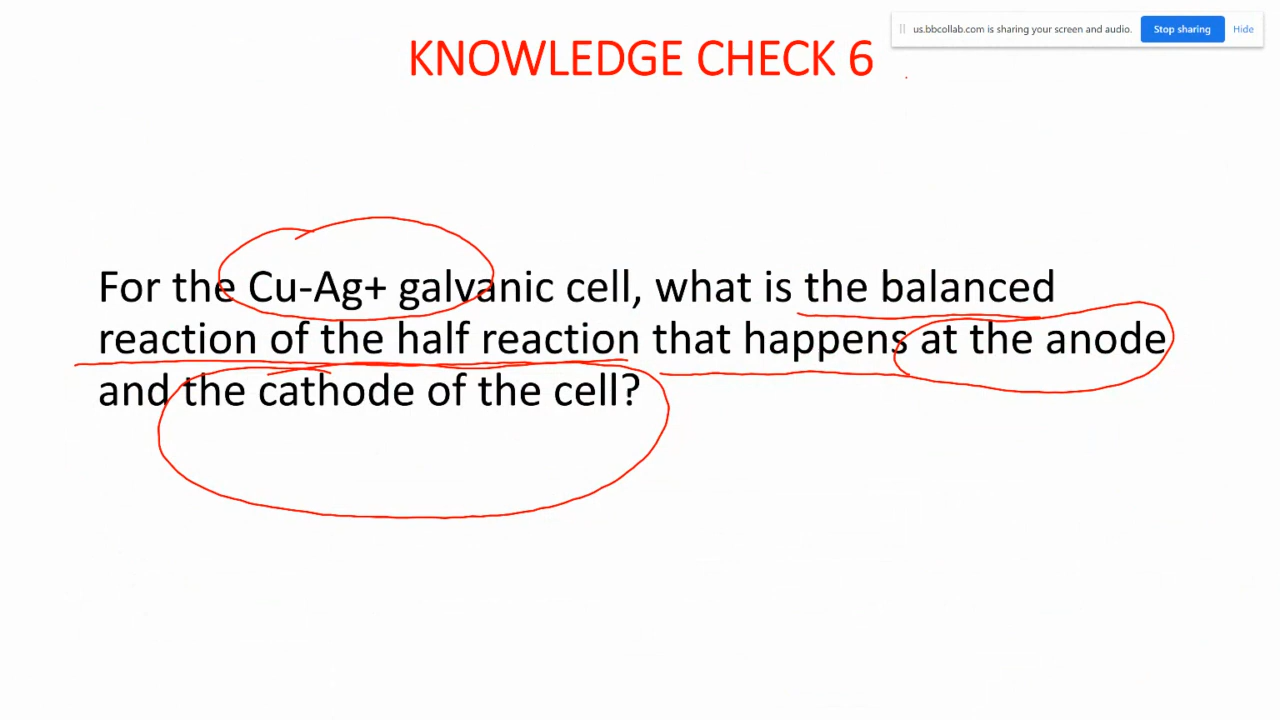 us.bbcollab.com is sharing your screen and audio. Stop sharing Hide
KNOWLEDGE CHECK 6
For the Cu-Ag+ galvanic cell, what is the balanced
reaction of the half reaction that happens at the anode
and the cathode of the cell?